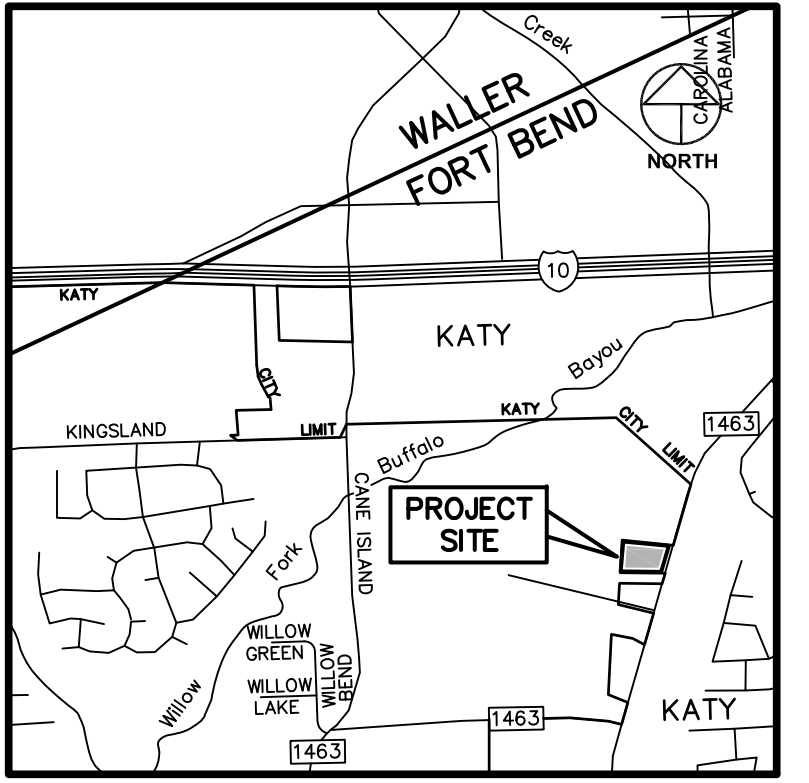 Creek
CAROLINA
ALABAMA
WALLER
FORT BEND
NORTH
10
KATY
KATY
Bayou
CITY
KATY
CITY
LIMIT
1463
KINGSLAND
LIMIT
Buffalo
CANE ISLAND
PROJECT
SITE
Fork
WILLOW
GREEN
WILLOW
BEND
WILLOW
LAKE
Willow
KATY
1463
1463